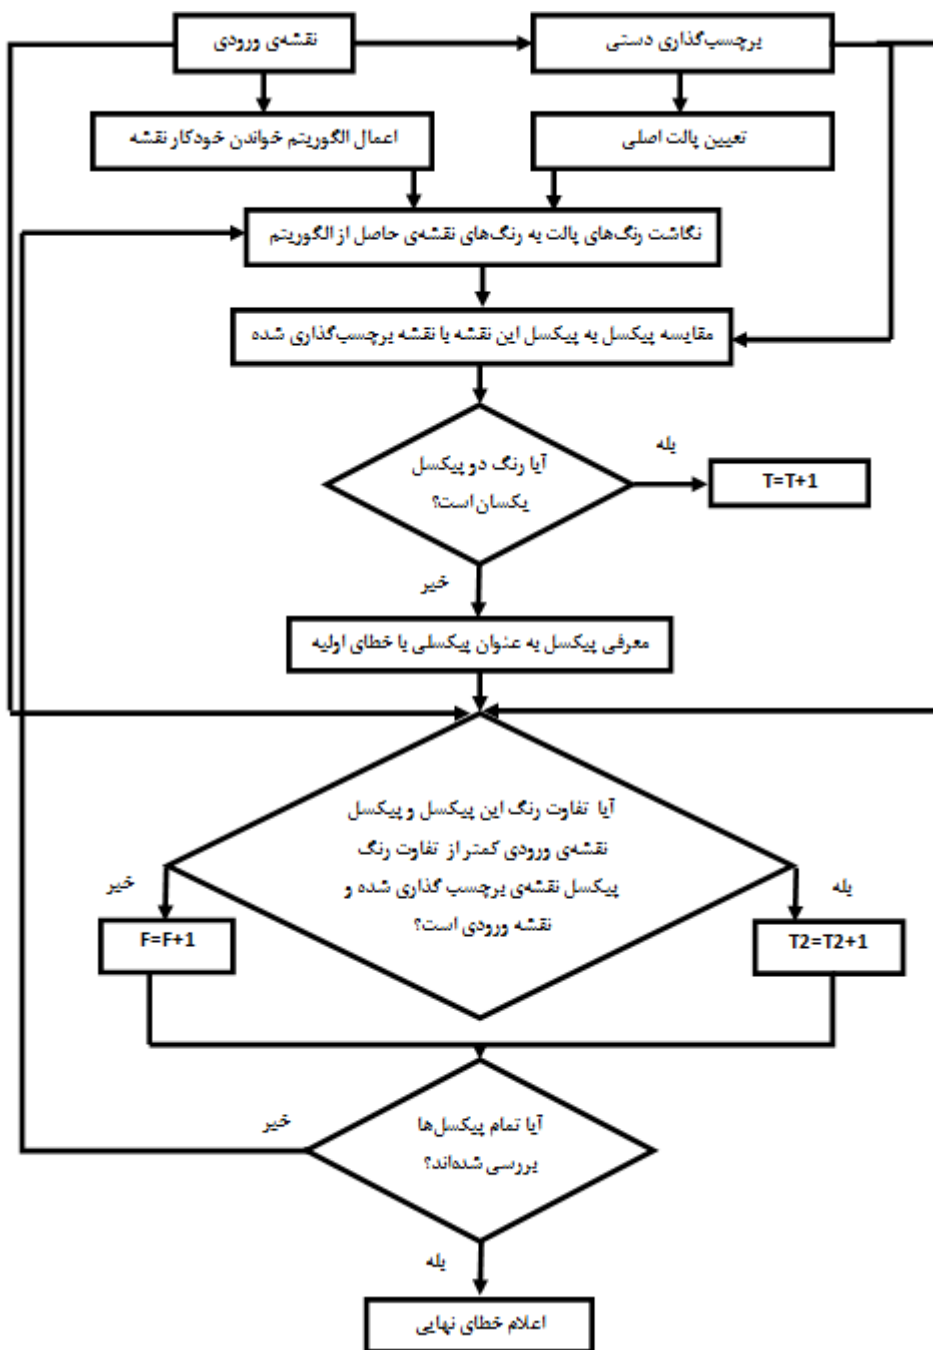 نقشه‌ی ورودی
برچسب‌گذاری دستی
اعمال الگوریتم خواندن خودکار نقشه
تعیین پالت اصلی
نگاشت رنگ‌های پالت به رنگ‌های نقشه‌ی حاصل از الگوریتم
مقایسه پیکسل به پیکسل این نقشه با نقشه برچسب‌گذاری شده
آیا رنگ دو پیکسل
یکسان است؟
بله
T=T+1
خیر
معرفی پیکسل به عنوان پیکسلی با خطای اولیه
آیا تفاوت رنگ این پیکسل و پیکسل
نقشه‌ی ورودی کمتر از تفاوت رنگ
پیکسل نقشه‌ی برچسب گذاری شده و
نقشه ورودی است؟
خیر
بله
F=F+1
T2=T2+1
آیا تمام پیکسل‌ها
بررسی شده‌اند؟
خیر
بله
اعلام خطای نهایی